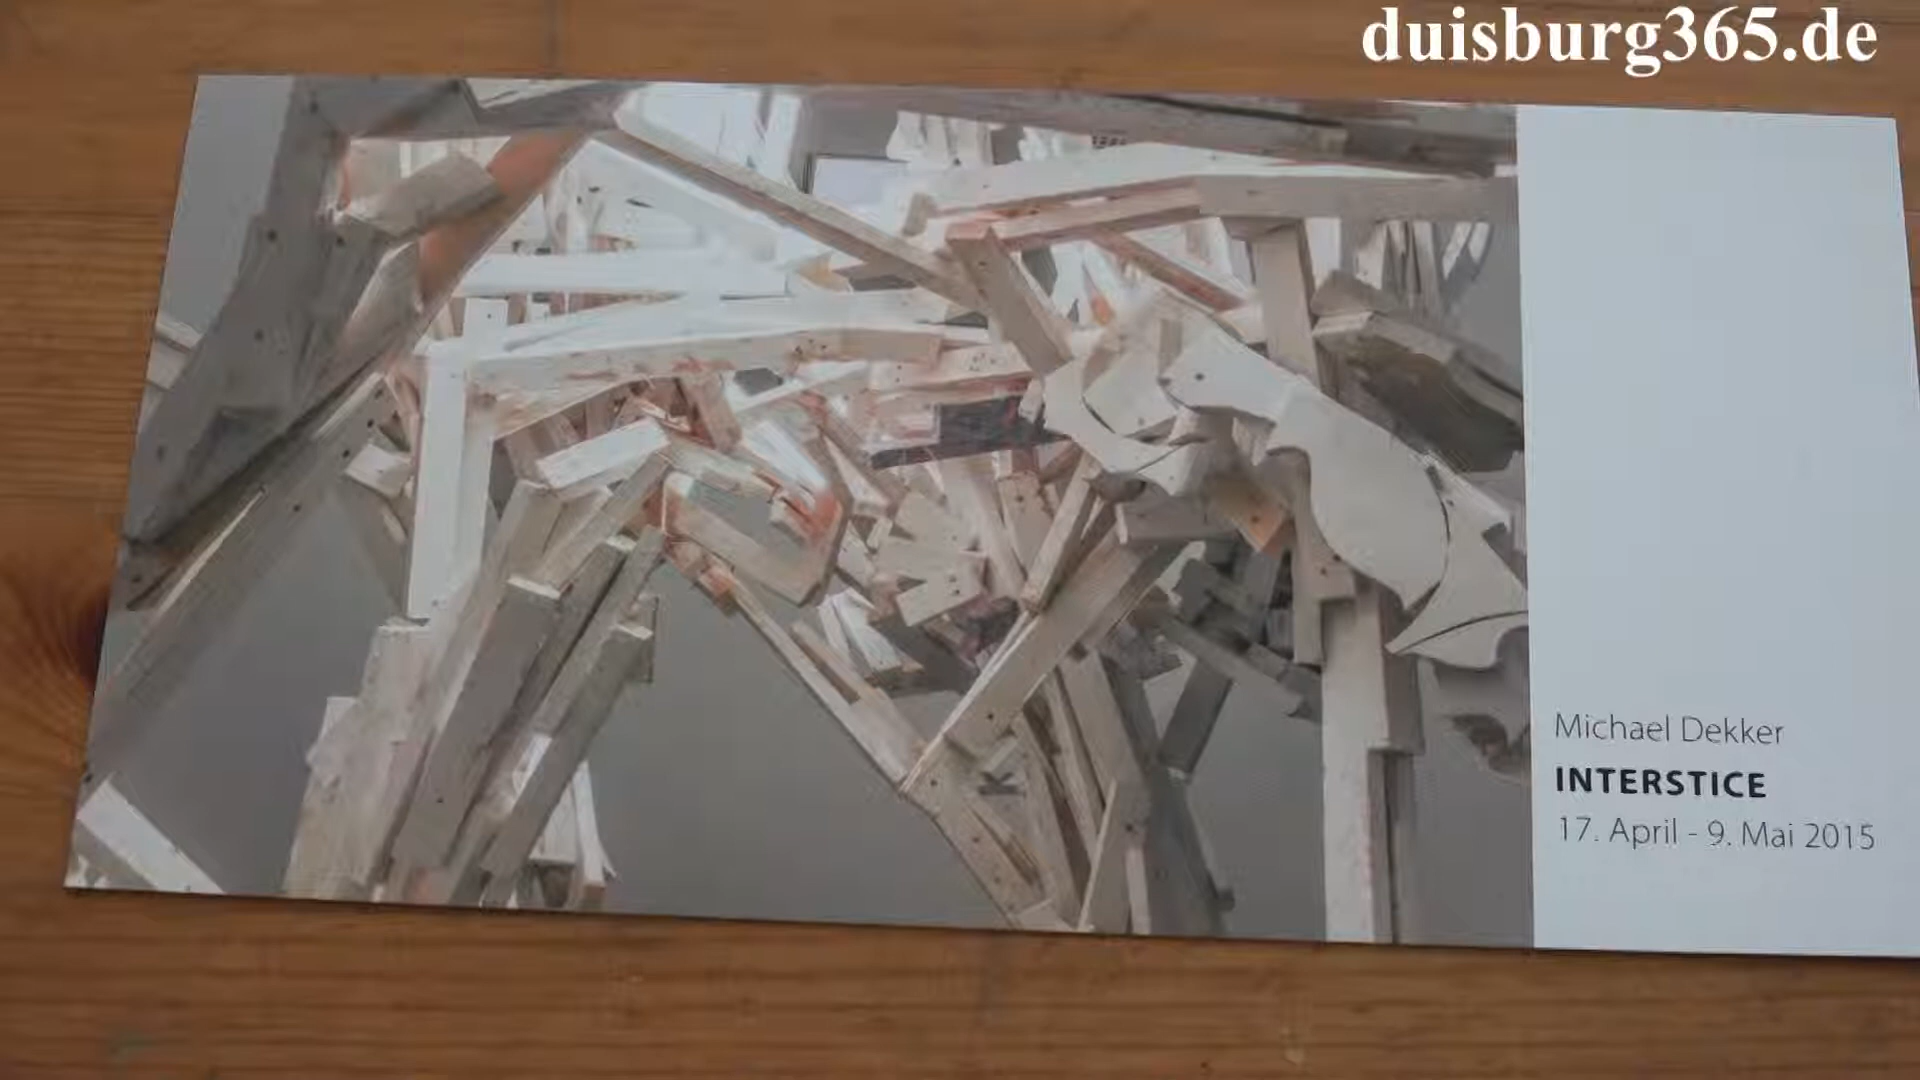 duisburg365.de
Michael Dekker
INTERSTICE
17. April - 9. Mai 2015